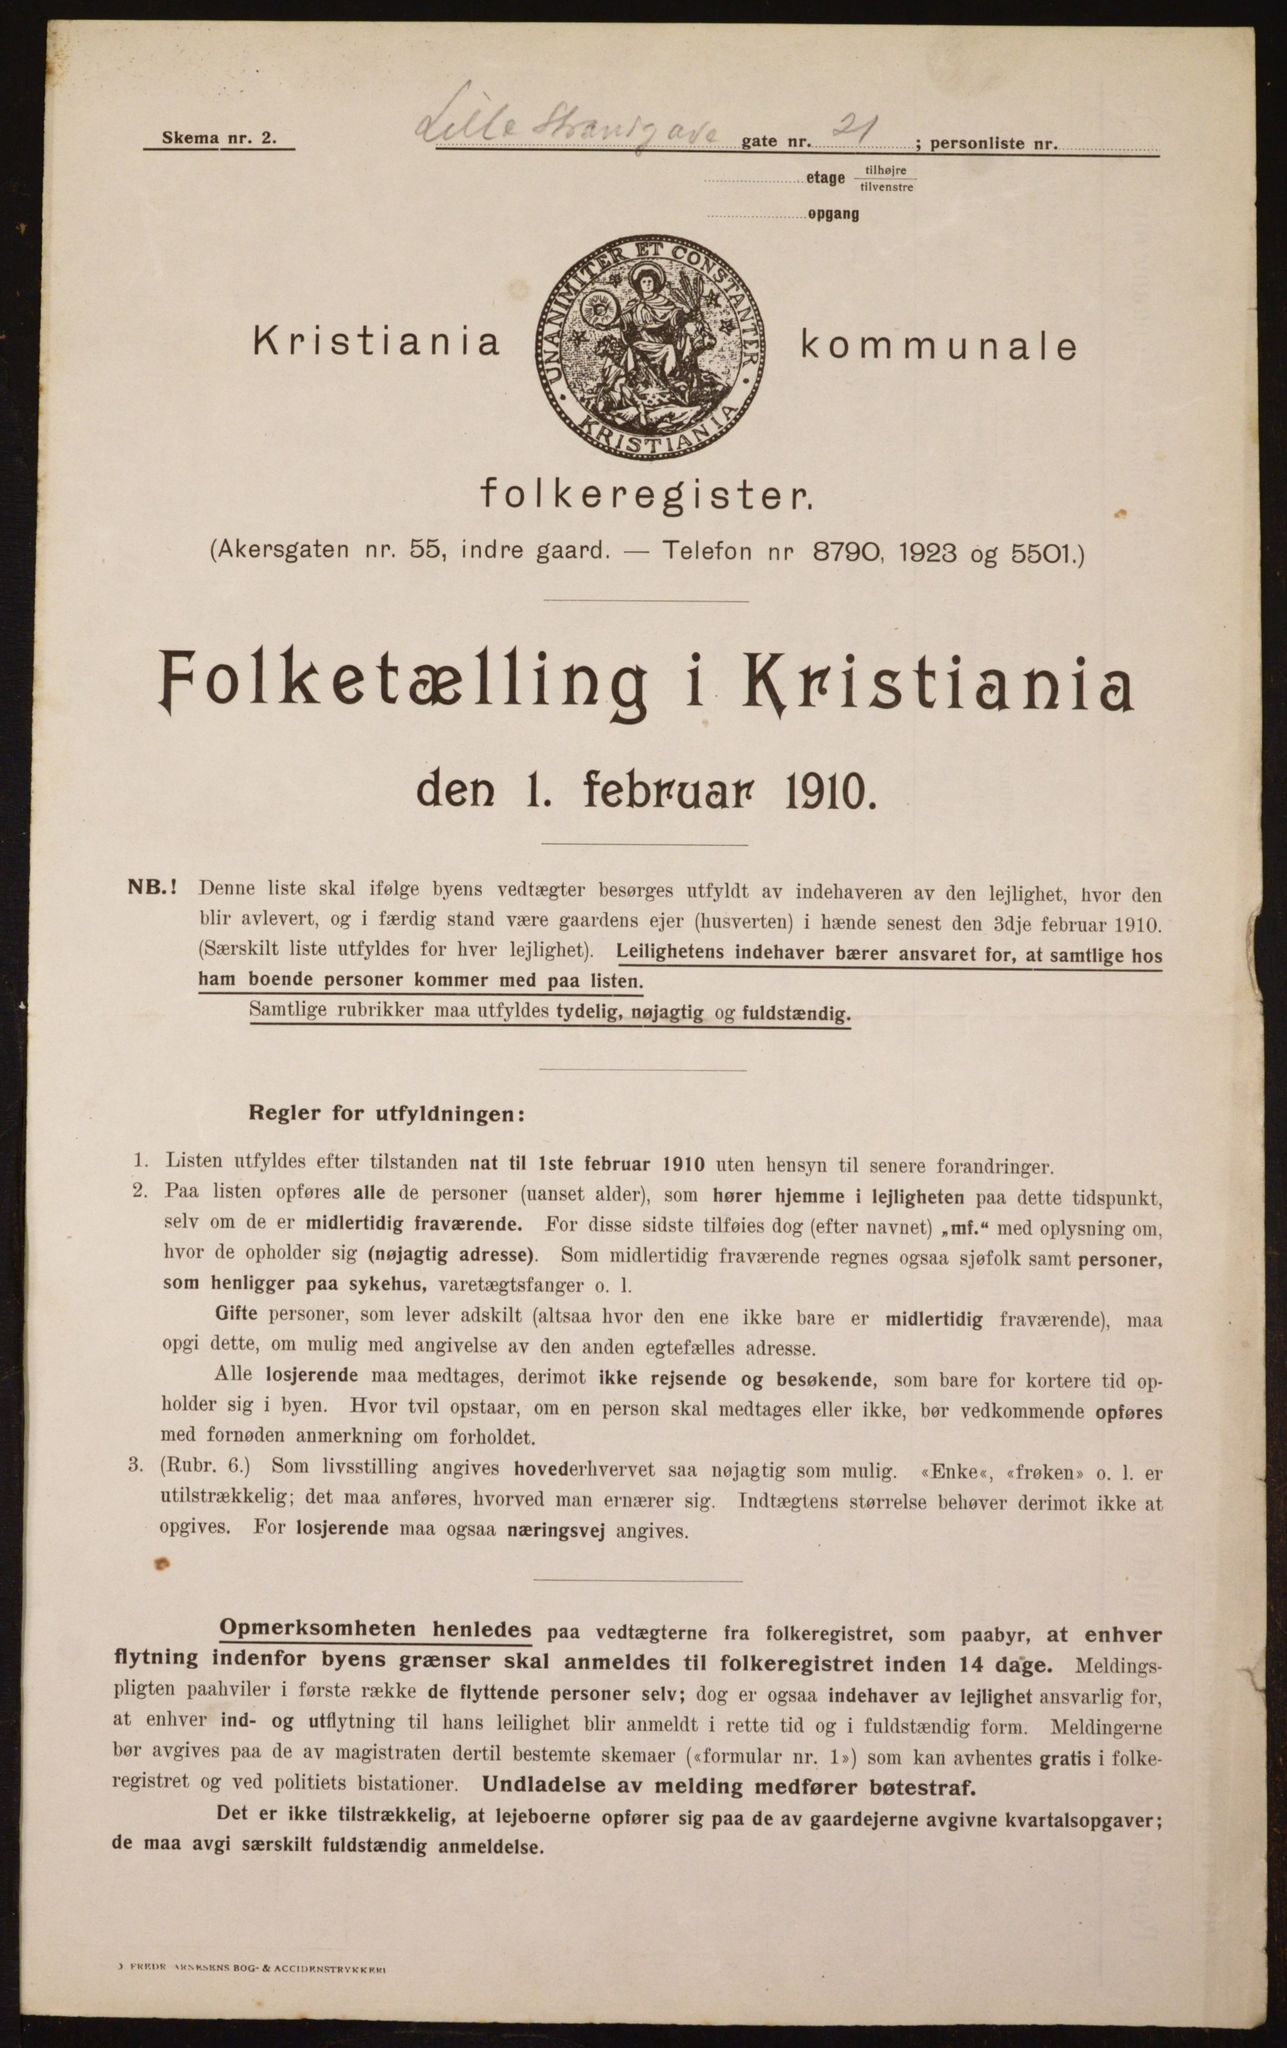 Skema nr. 2.
Lille Strandgade gate nr. 21 ; personliste nr.
etage tilhøjre
tilvenstre
opgang
UNANIMITER ET CONSTANTER
KRISTIANIA
Kristiania kommunale
folkeregister.
(Akersgaten nr. 55, indre gaard. — Telefon nr 8790, 1923 og 5501.)
Folketælling i Kristiania
den 1. februar 1910.
NB.! Denne liste skal ifølge byens vedtægter besørges utfyldt av indehaveren av den lejlighet, hvor den
blir avlevert, og i færdig stand være gaardens ejer (husverten) i hænde senest den 3dje februar 1910.
(Særskilt liste utfyldes for hver lejlighet). Leilighetens indehaver bærer ansvaret for, at samtlige hos
ham boende personer kommer med paa listen.
Samtlige rubrikker maa utfyldes tydelig, nøjagtig og fuldstændig.
Regler for utfyldningen:
1. Listen utfyldes efter tilstanden nat til 1ste februar 1910 uten hensyn til senere forandringer.
2. Paa listen opføres alle de personer (uanset alder), som hører hjemme i lejligheten paa dette tidspunkt,
selv om de er midlertidig fraværende. For disse sidste tilføies dog (efter navnet) „mf.“ med oplysning om,
hvor de opholder sig (nøjagtig adresse). Som midlertidig fraværende regnes ogsaa sjøfolk samt personer,
som henligger paa sykehus, varetægtsfanger o. l.
Gifte personer, som lever adskilt (altsaa hvor den ene ikke bare er midlertidig fraværende), maa
opgi dette, om mulig med angivelse av den anden egtefælles adresse.
Alle losjerende maa medtages, derimot ikke rejsende og besøkende, som bare for kortere tid op-
holder sig i byen. Hvor tvil opstaar, om en person skal medtages eller ikke, bør vedkommende opføres
med fornøden anmerkning om forholdet.
3. (Rubr. 6.) Som livsstilling angives hovederhvervet saa nøjagtig som mulig. «Enke«, «frøken» o. l. er
utilstrækkelig; det maa anføres, hvorved man ernærer sig. Indtægtens størrelse behøver derimot ikke at
opgives. For losjerende maa ogsaa næringsvej angives.
Opmerksomheten henledes paa vedtægterne fra folkeregistret, som paabyr, at enhver
flytning indenfor byens grænser skal anmeldes til folkeregistret inden 14 dage. Meldings-
pligten paahviler i første række de flyttende personer selv; dog er ogsaa indehaver av lejlighet ansvarlig for,
at enhver ind- og utflytning til hans leilighet blir anmeldt i rette tid og i fuldstændig form. Meldingerne
bør avgives paa de av magistraten dertil bestemte skemaer («formular nr. 1») som kan avhentes gratis i folke-
registret og ved politiets bistationer. Undladelse av melding medfører bøtestraf.
Det er ikke tilstrækkelig, at lejeboerne opfører sig paa de av gaardejerne avgivne kvartalsopgaver;
de maa avgi særskilt fuldstændig anmeldelse.
FREDR ARNESENS BOG- & ACCIDENSTRYKKERI